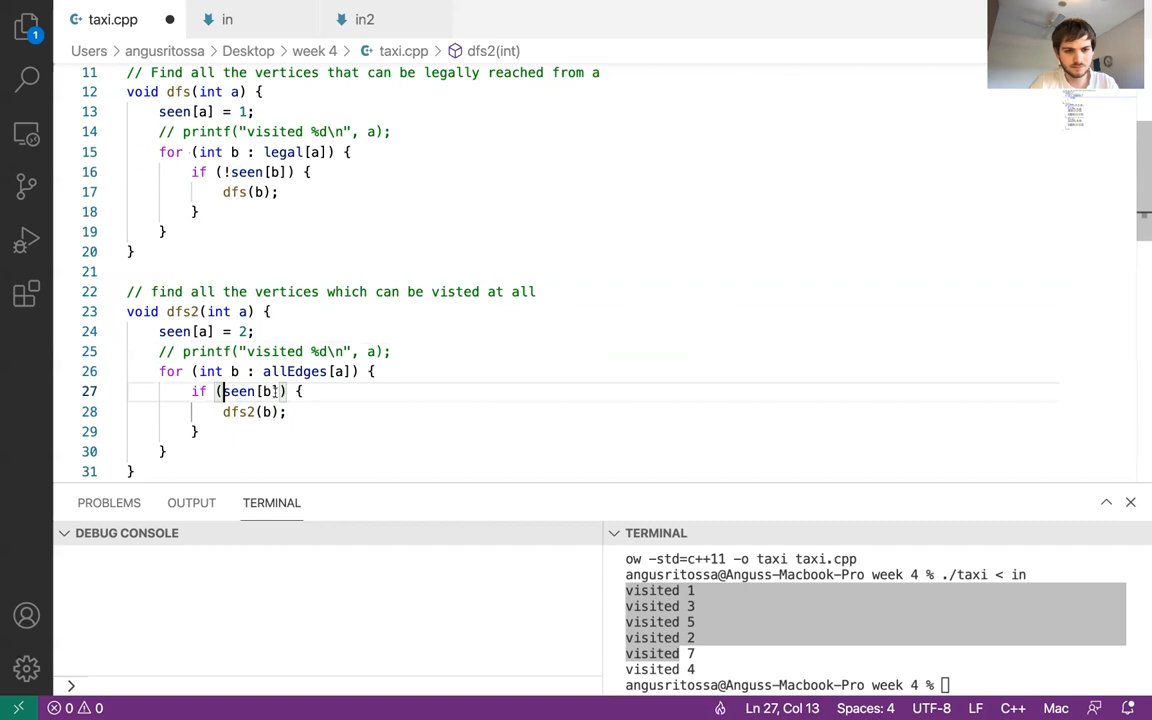 taxi.cpp
in
in2
1
Users
angusritossa
Desktop
week 4
taxi.cpp
dfs2(int)
11 // Find all the vertices that can be legally reached from a
12 void dfs(int a) {
13 seen[a] = 1;
14 // printf("visited %d\n", a);
15 for (int b : legal[a]) {
16 if (!seen[b]) {
17 dfs(b);
18 }
19 }
20 }
21
22 // find all the vertices which can be visted at all
23 void dfs2(int a) {
24 seen[a] = 2;
25 // printf("visited %d\n", a);
26 for (int b : allEdges[a]) {
27 if (seen[b]) {
28 dfs2(b);
29 }
30 }
31 }
PROBLEMS
OUTPUT
TERMINAL
DEBUG CONSOLE
TERMINAL
ow -std=c++11 -o taxi taxi.cpp
angusritossa@Anguss-Macbook-Pro week 4 % ./taxi < in
visited 1
visited 3
visited 5
visited 2
visited 7
visited 4
angusritossa@Anguss-Macbook-Pro week 4 %
0
0
Ln 27, Col 13
Spaces: 4
UTF-8
LF
C++
Mac